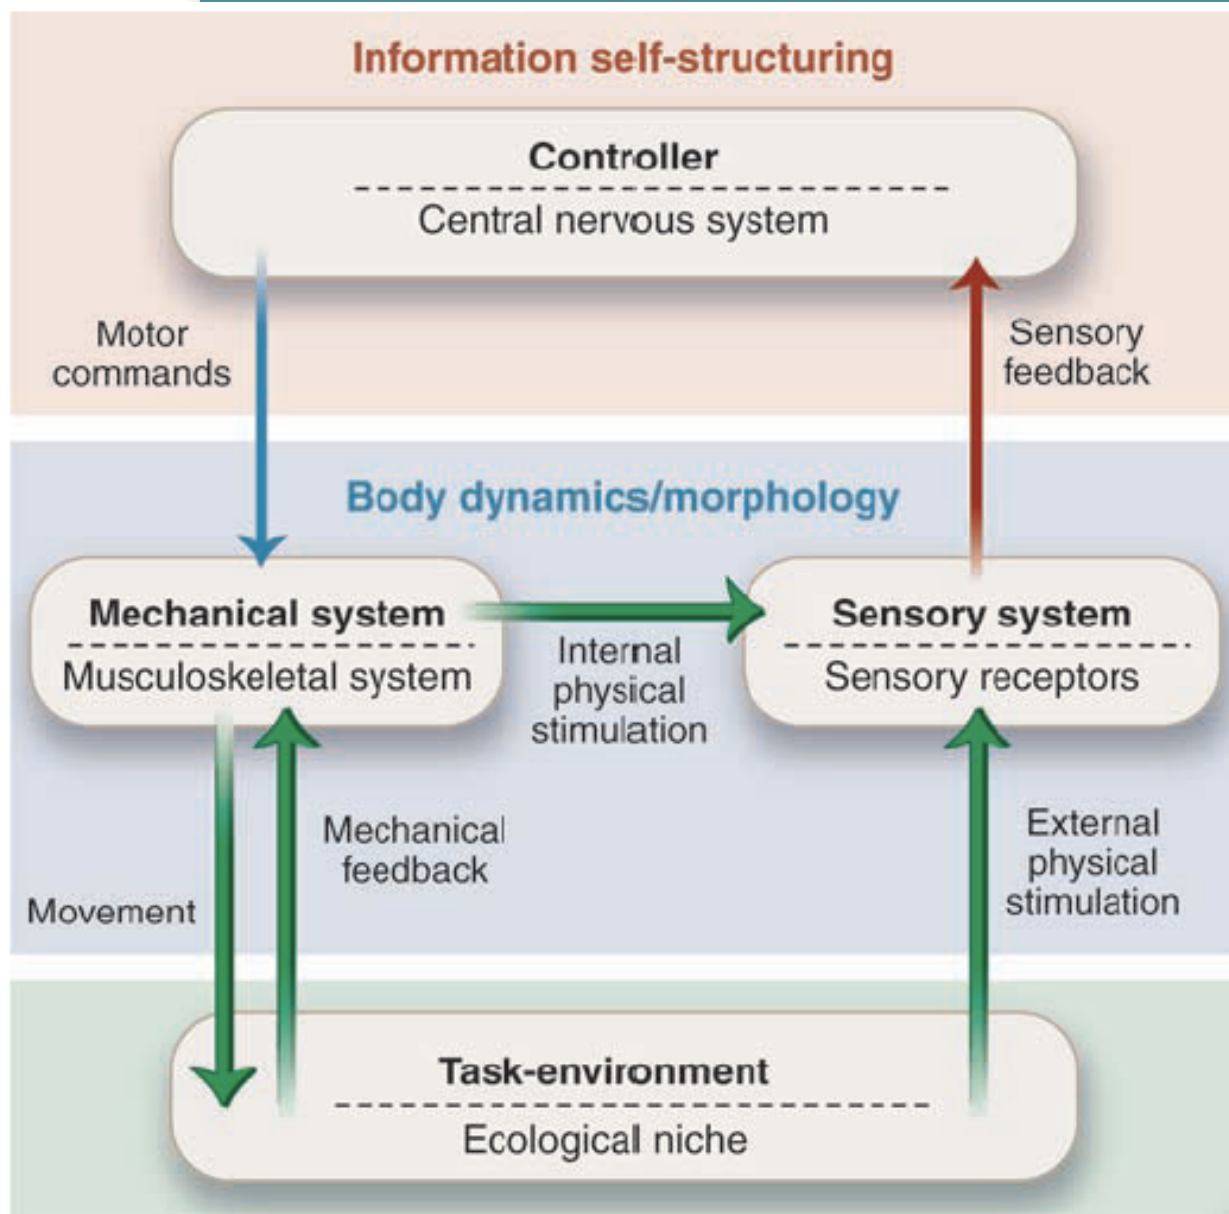 Information self-structuring
Controller
Central nervous system
Motor
commands
Sensory
feedback
Body dynamics/morphology
Mechanical system
Musculoskeletal system
Internal
physical
stimulation
Sensory system
Sensory receptors
Movement
Mechanical
feedback
External
physical
stimulation
Task-environment
Ecological niche